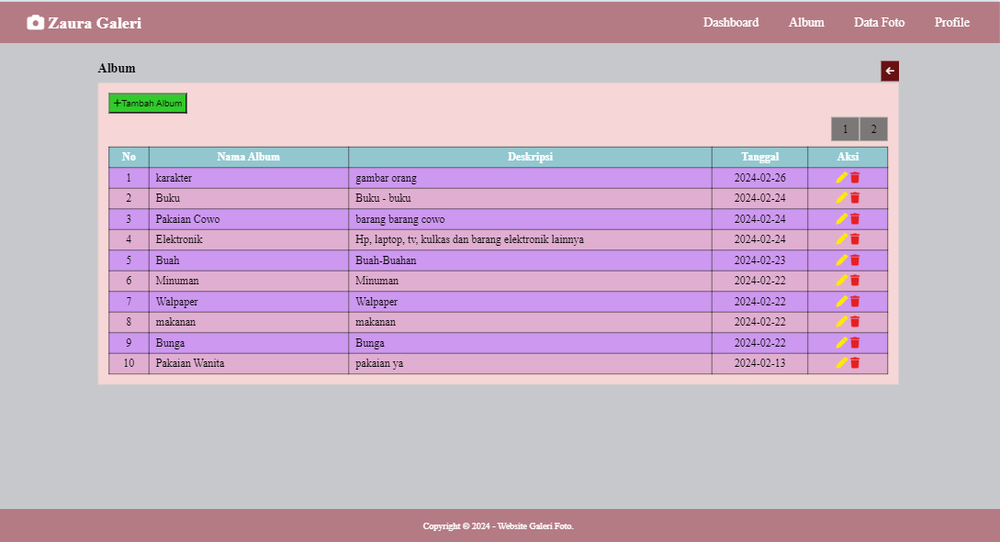 Zaura Galeri Dashboard Album Data Foto Profile
Album
+Tambah Album
1 2
No Nama Album Deskripsi Tanggal Aksi
1 karakter gambar orang 2024-02-26
2 Buku Buku - buku 2024-02-24
3 Pakaian Cowo barang barang cowo 2024-02-24
4 Elektronik Hp, laptop, tv, kulkas dan barang elektronik lainnya 2024-02-24
5 Buah Buah-Buahan 2024-02-23
6 Minuman Minuman 2024-02-22
7 Walpaper Walpaper 2024-02-22
8 makanan makanan 2024-02-22
9 Bunga Bunga 2024-02-22
10 Pakaian Wanita pakaian ya 2024-02-13
Copyright © 2024 - Website Galeri Foto.